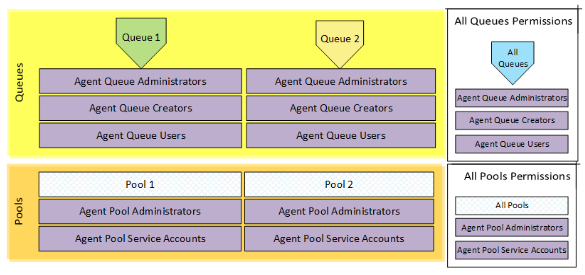 Queues
Queue 1
Queue 2
Agent Queue Administrators
Agent Queue Administrators
Agent Queue Creators
Agent Queue Creators
Agent Queue Users
Agent Queue Users
All Queues Permissions
All
Queues
Agent Queue Administrators
Agent Queue Creators
Agent Queue Users
Pools
Pool 1
Pool 2
Agent Pool Administrators
Agent Pool Administrators
Agent Pool Service Accounts
Agent Pool Service Accounts
All Pools Permissions
All Pools
Agent Pool Administrators
Agent Pool Service Accounts